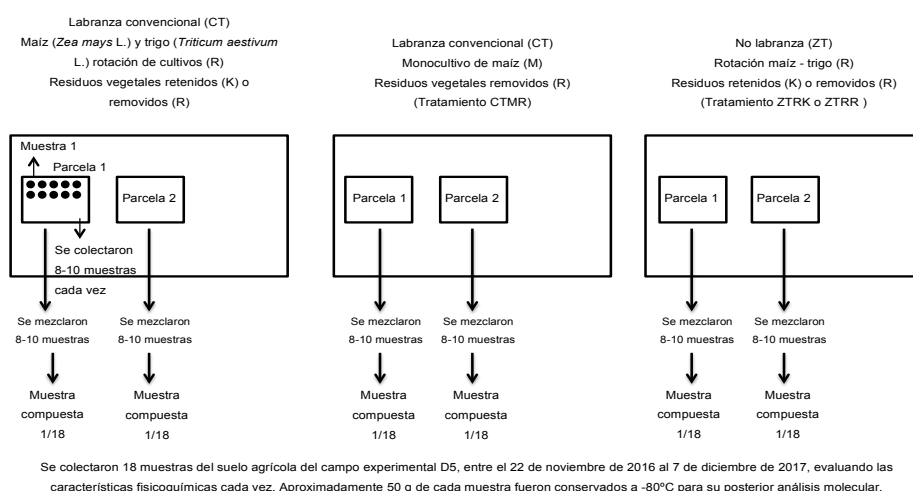 Labranza convencional (CT)
Maíz (Zea mays L.) y trigo (Triticum aestivum
L.) rotación de cultivos (R)
Residuos vegetales retenidos (K) o
removidos (R)
Labranza convencional (CT)
Monocultivo de maíz (M)
Residuos vegetales removidos (R)
(Tratamiento CTMR)
No labranza (ZT)
Rotación maíz - trigo (R)
Residuos retenidos (K) o removidos (R)
(Tratamiento ZTRK o ZTRR )
Muestra 1
Parcela 1
Parcela 2
Se colectaron
8-10 muestras
cada vez
Se mezclaron
8-10 muestras
Muestra
compuesta
1/18
Se mezclaron
8-10 muestras
Muestra
compuesta
1/18
Parcela 1
Parcela 2
Se mezclaron
8-10 muestras
Muestra
compuesta
1/18
Se mezclaron
8-10 muestras
Muestra
compuesta
1/18
Parcela 1
Parcela 2
Se mezclaron
8-10 muestras
Muestra
compuesta
1/18
Se mezclaron
8-10 muestras
Muestra
compuesta
1/18
Se colectaron 18 muestras del suelo agrícola del campo experimental D5, entre el 22 de noviembre de 2016 al 7 de diciembre de 2017, evaluando las
características fisicoquímicas cada vez. Aproximadamente 50 g de cada muestra fueron conservados a -80ºC para su posterior análisis molecular.